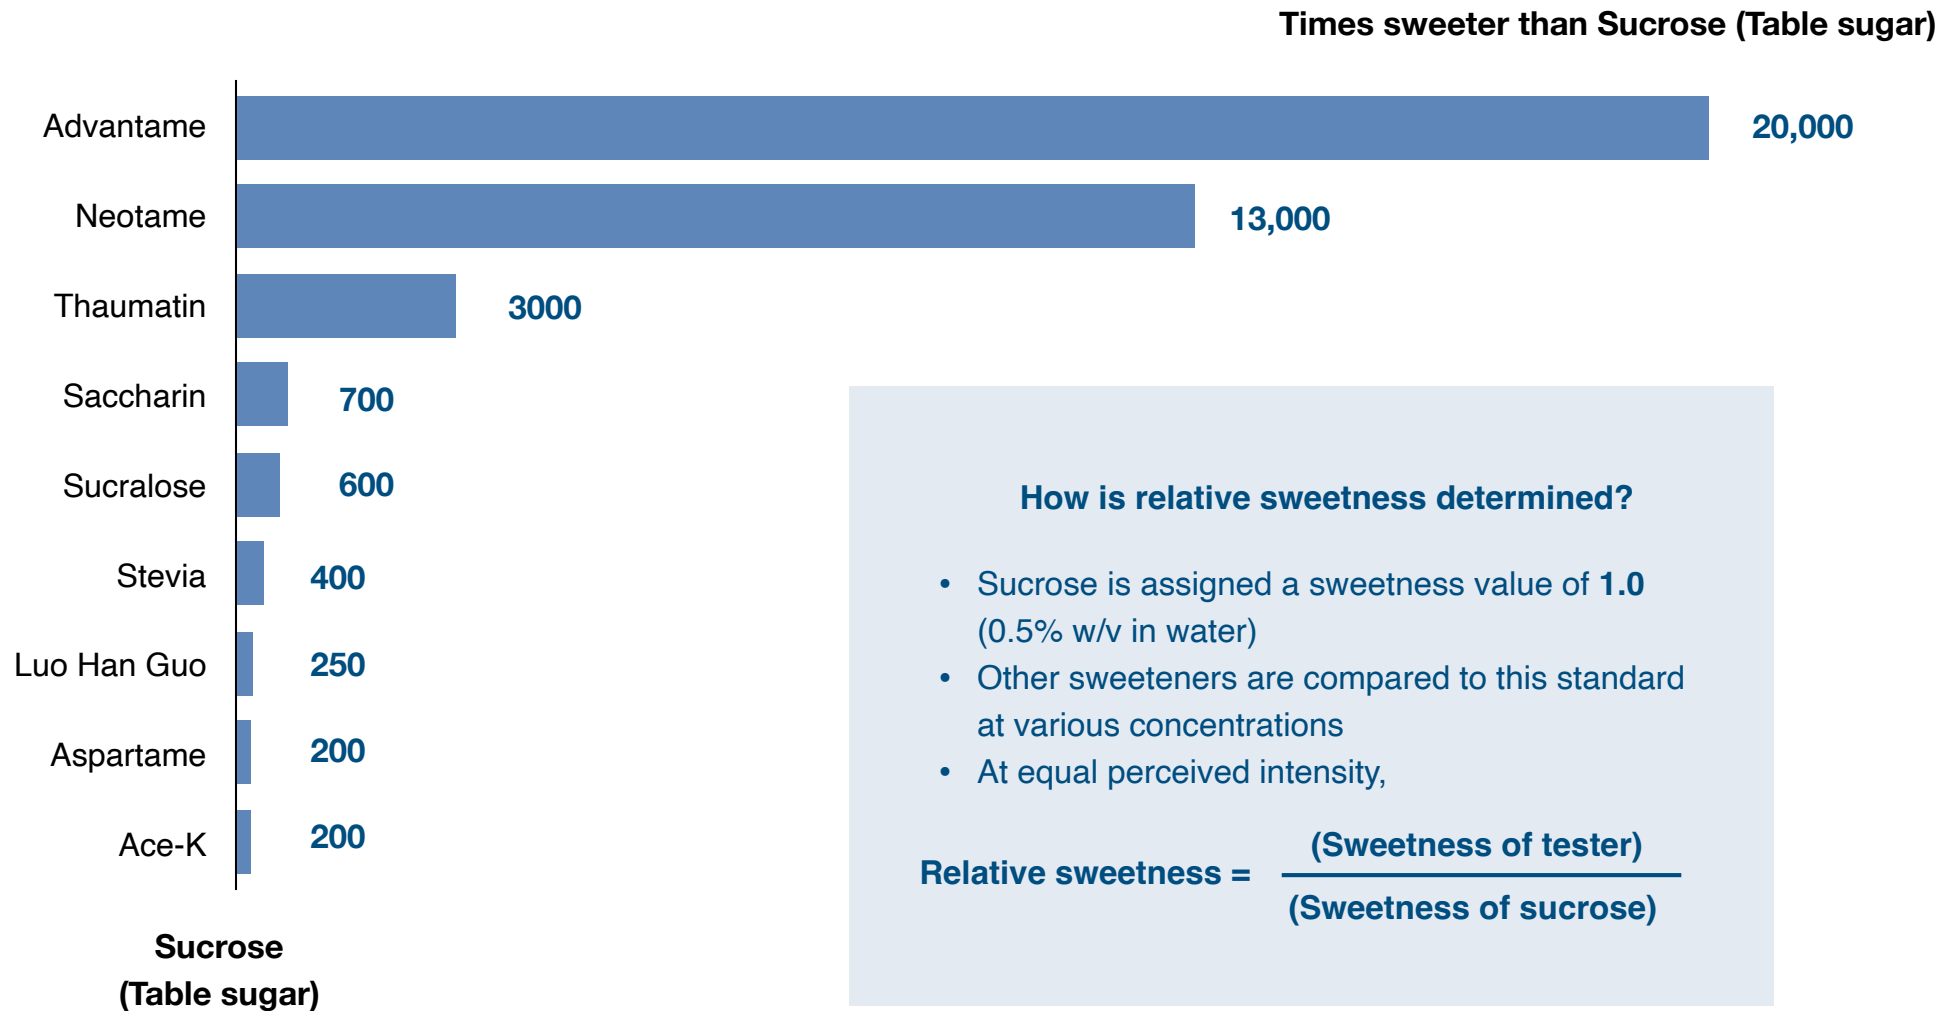 Times sweeter than Sucrose (Table sugar)
Advantame
20,000
Neotame
13,000
Thaumatin
3000
Saccharin
700
Sucralose
600
Stevia
400
Luo Han Guo
250
Aspartame
200
Ace-K
200
Sucrose
(Table sugar)
How is relative sweetness determined?
• Sucrose is assigned a sweetness value of 1.0
(0.5% w/v in water)
• Other sweeteners are compared to this standard
at various concentrations
• At equal perceived intensity,
Relative sweetness =
(Sweetness of tester)
(Sweetness of sucrose)